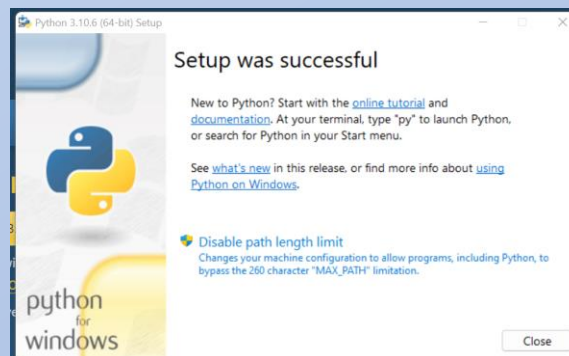 Python 3.10.6 (64-bit) Setup
Setup was successful
New to Python? Start with the online tutorial and
documentation. At your terminal, type "py" to launch Python,
or search for Python in your Start menu.
See what's new in this release, or find more info about using
Python on Windows.
Disable path length limit
Changes your machine configuration to allow programs, including Python, to
bypass the 260 character "MAX_PATH" limitation.
python
for
windows
Close